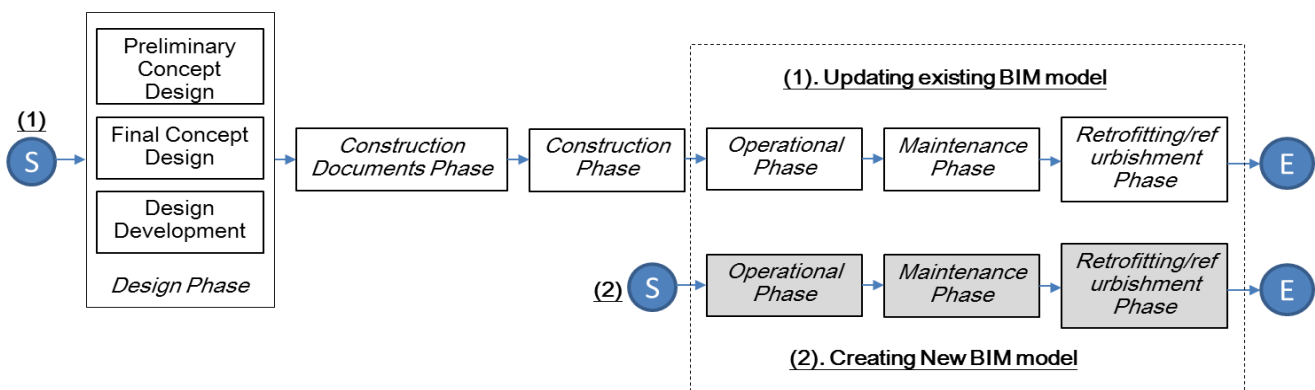 Preliminary
Concept
Design
Final Concept
Design
Design
Development
Design Phase
(1)
S
Construction
Documents Phase
Construction
Phase
(1). Updating existing BIM model
Operational
Phase
Maintenance
Phase
Retrofitting/ref
urbishment
Phase
E
(2)
S
Operational
Phase
Maintenance
Phase
Retrofitting/ref
urbishment
Phase
E
(2). Creating New BIM model